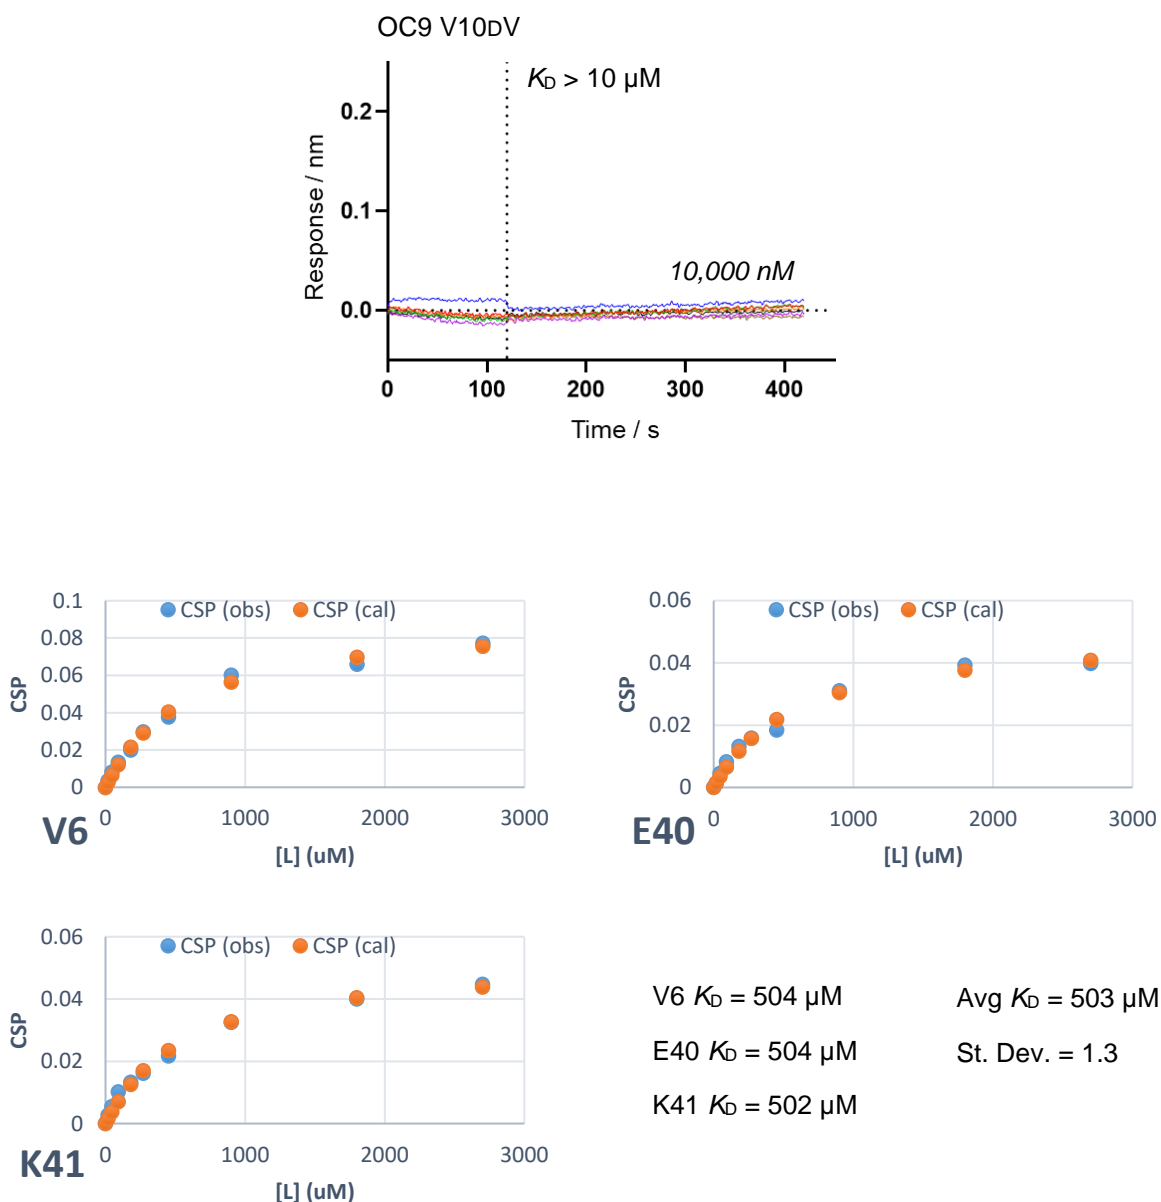 OC9 V10DV
KD > 10 µM
0.2
0.1
0.0
Response / nm
10,000 nM
0 100 200 300 400
Time / s
CSP (obs) CSP (cal)
0.1
0.08
0.06
0.04
0.02
0
CSP
0 1000 2000 3000
V6
[L] (uM)
CSP (obs) CSP (cal)
0.06
0.04
0.02
0
CSP
0 1000 2000 3000
E40
[L] (uM)
CSP (obs) CSP (cal)
0.06
0.04
0.02
0
CSP
0 1000 2000 3000
K41
[L] (uM)
V6 KD = 504 µM
E40 KD = 504 µM
K41 KD = 502 µM
Avg KD = 503 µM
St. Dev. = 1.3